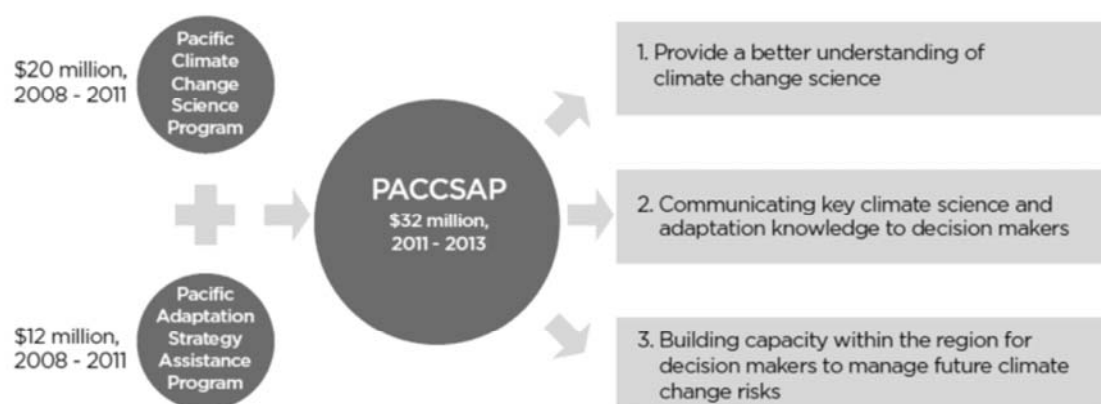 $20 million,
2008 - 2011
Pacific
Climate
Change
Science
Program
$12 million,
2008 - 2011
Pacific
Adaptation
Strategy
Assistance
Program
PACCSAP
$32 million,
2011 - 2013
1. Provide a better understanding of
climate change science
2. Communicating key climate science and
adaptation knowledge to decision makers
3. Building capacity within the region for
decision makers to manage future climate
change risks